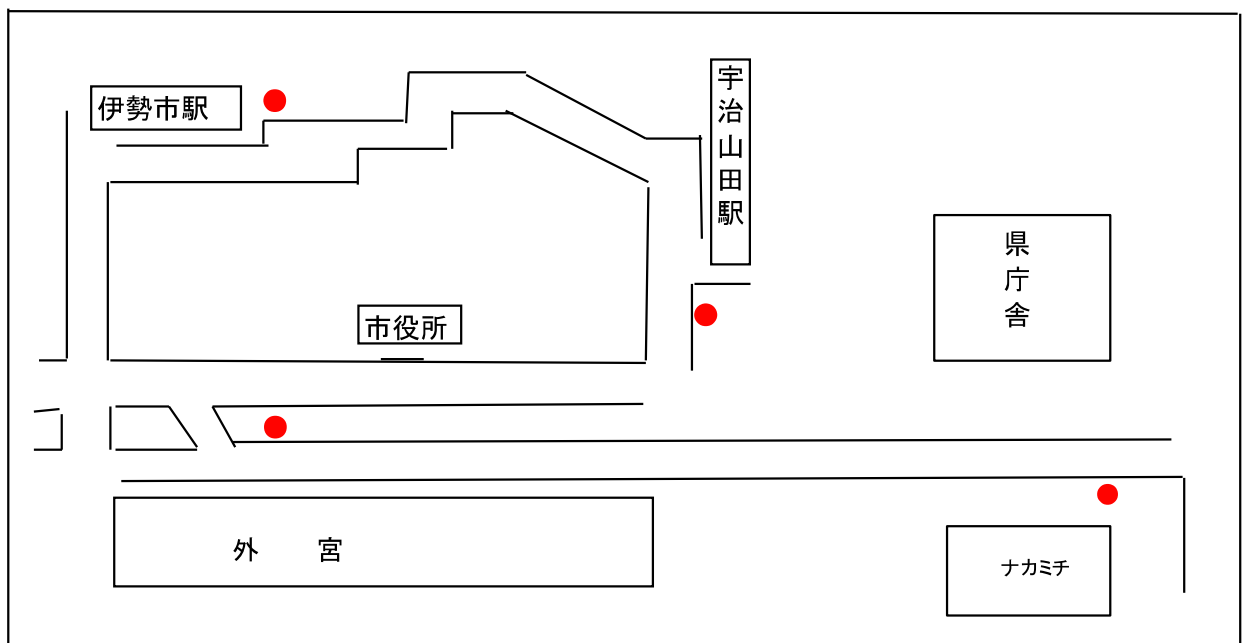 伊勢市駅
宇治山田駅
県庁舎
市役所
外宮
ナカミチ